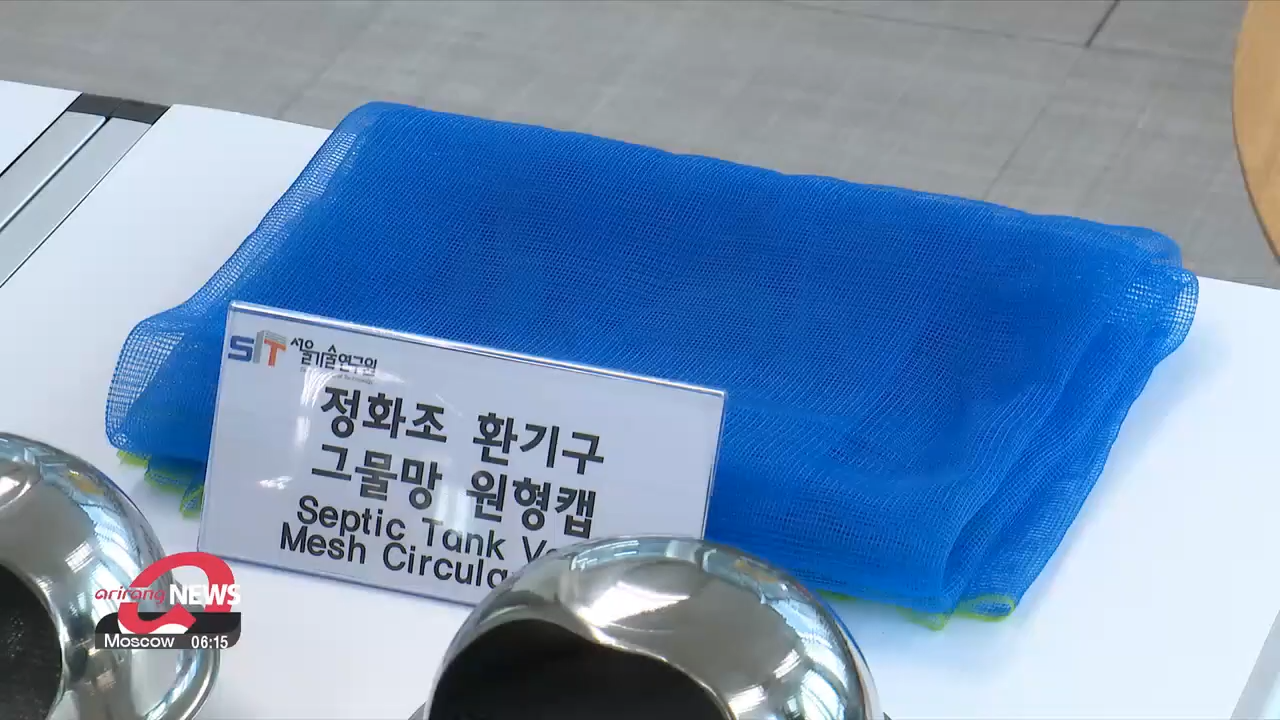 SIT 서울기술연구원
정화조 환기구
그물망 원형캡
Septic Tank
Mesh
arirang NEWS
Moscow 06:15